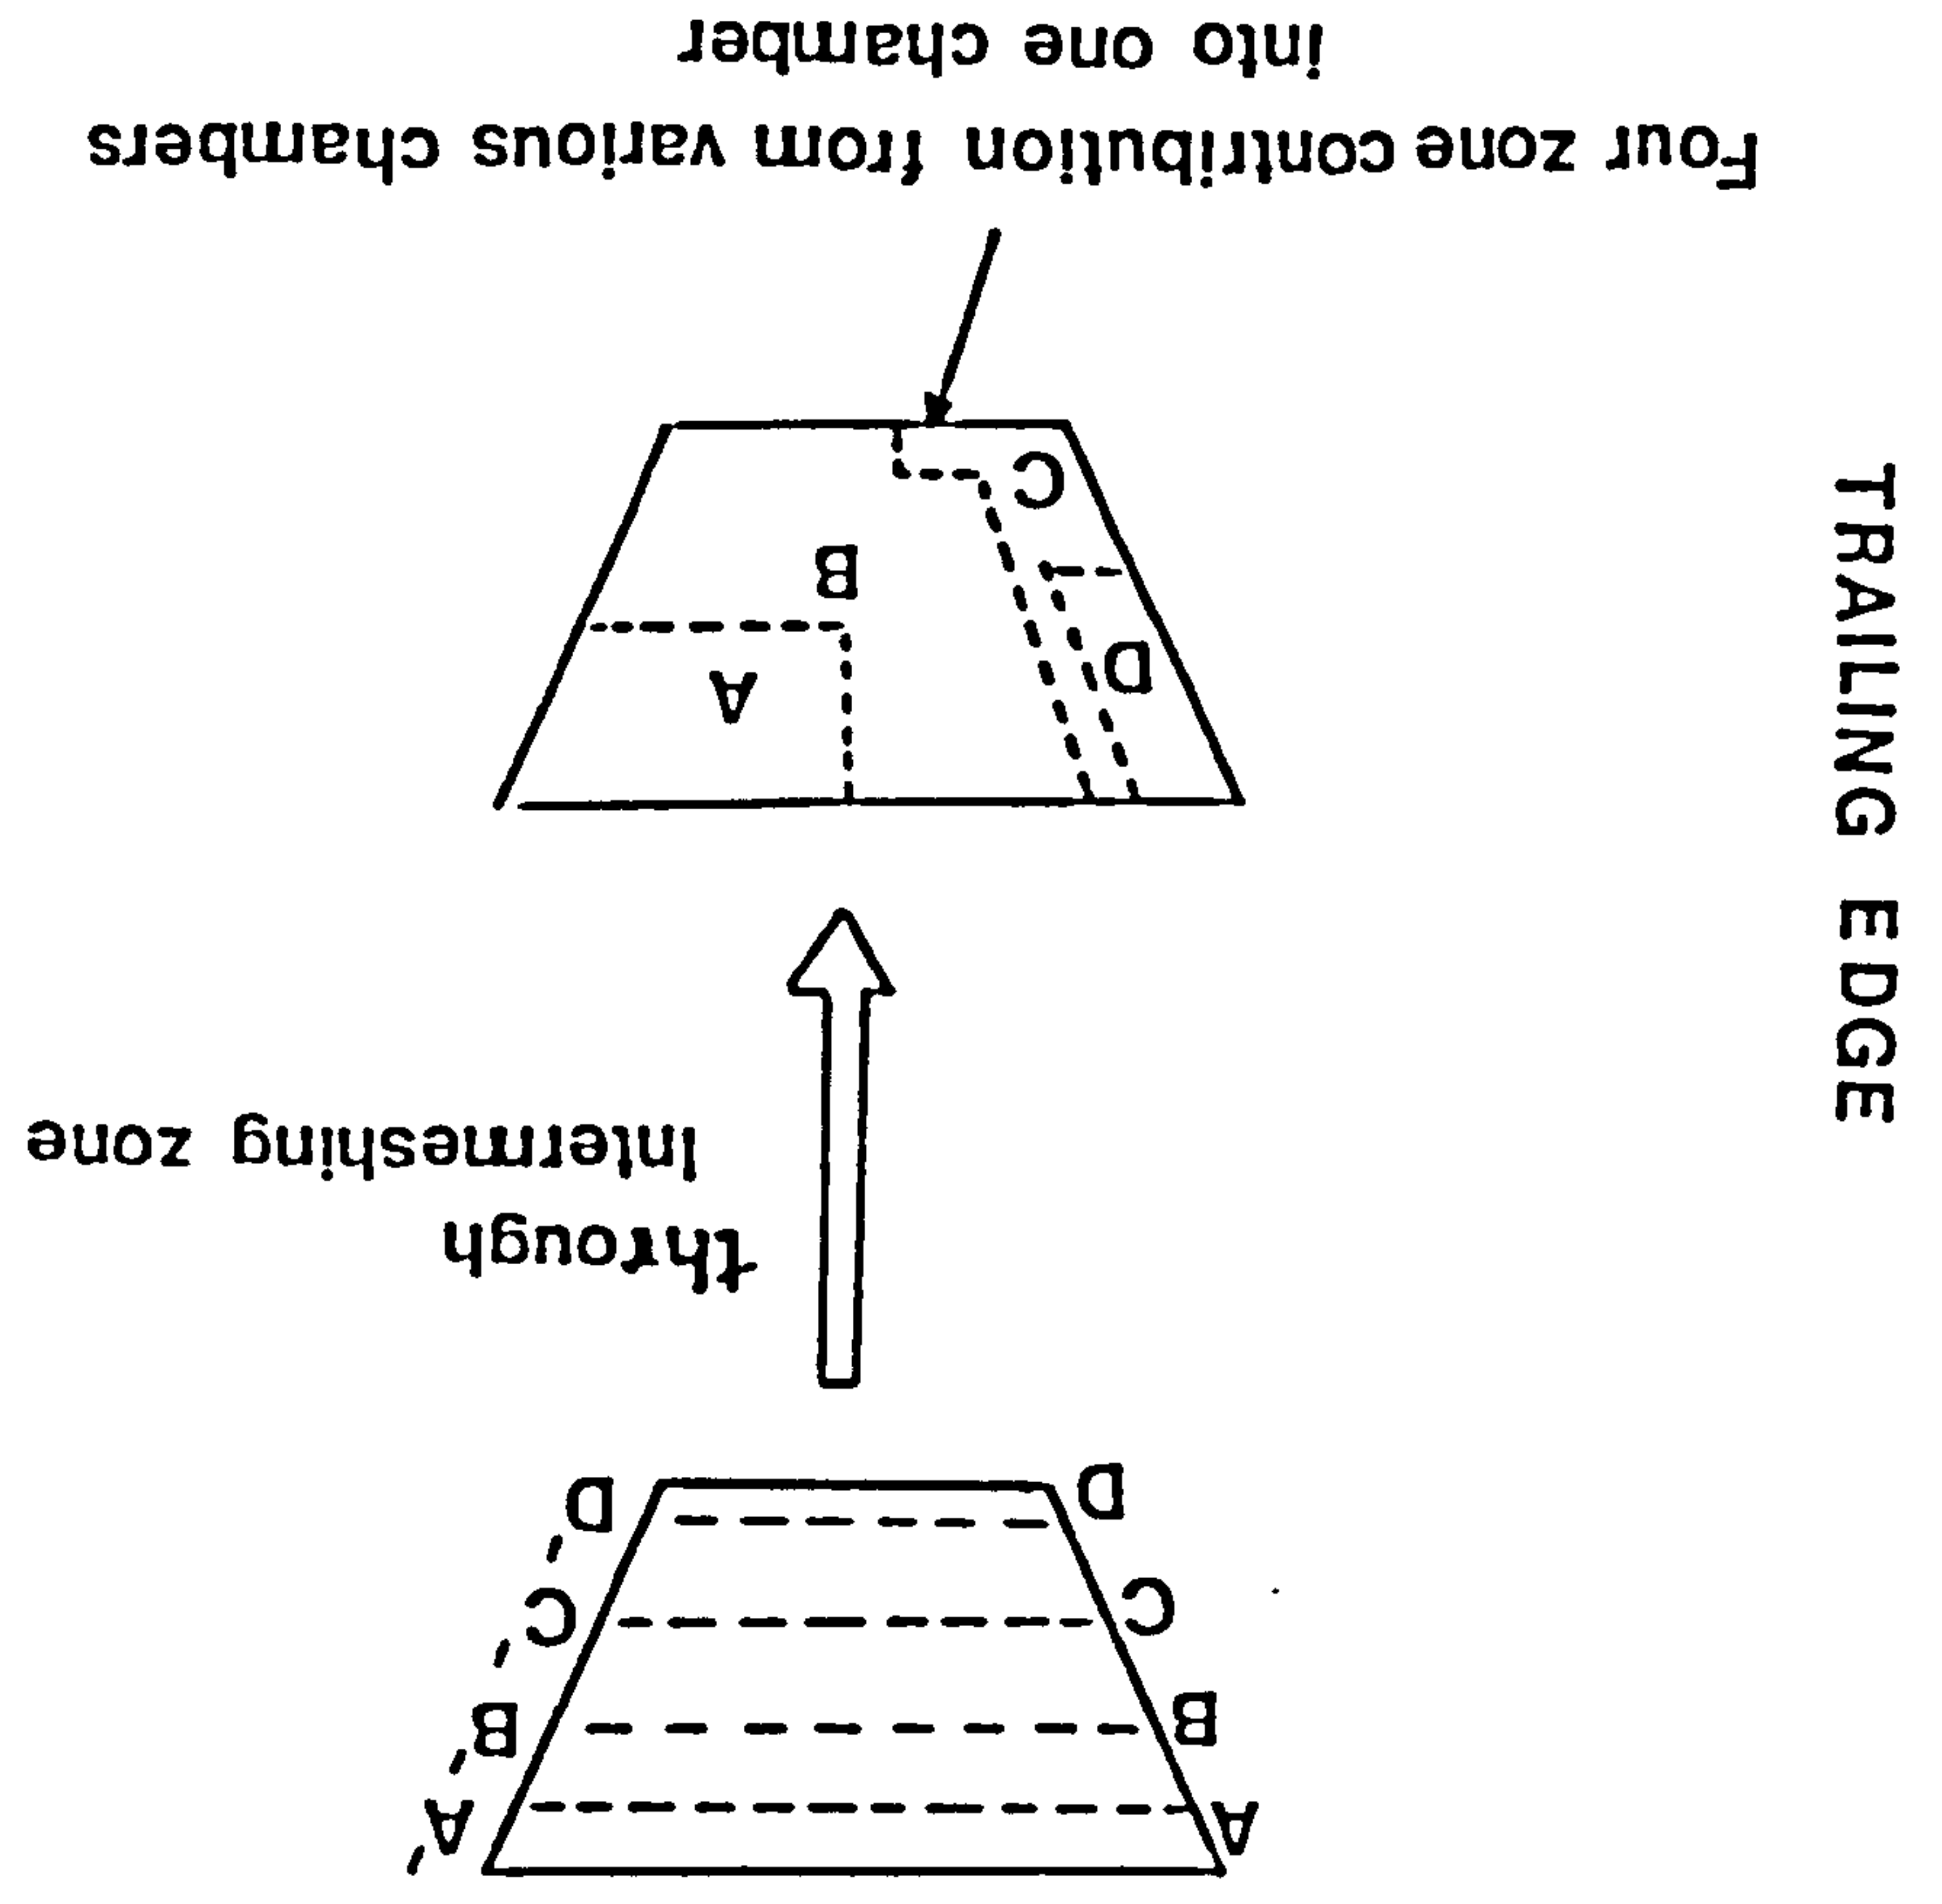 A A
B B
C C
D D
through
Intermeshing zone
TRAILING EDGE
D A
B
C
Four zone contribution from various chambers
into one chamber